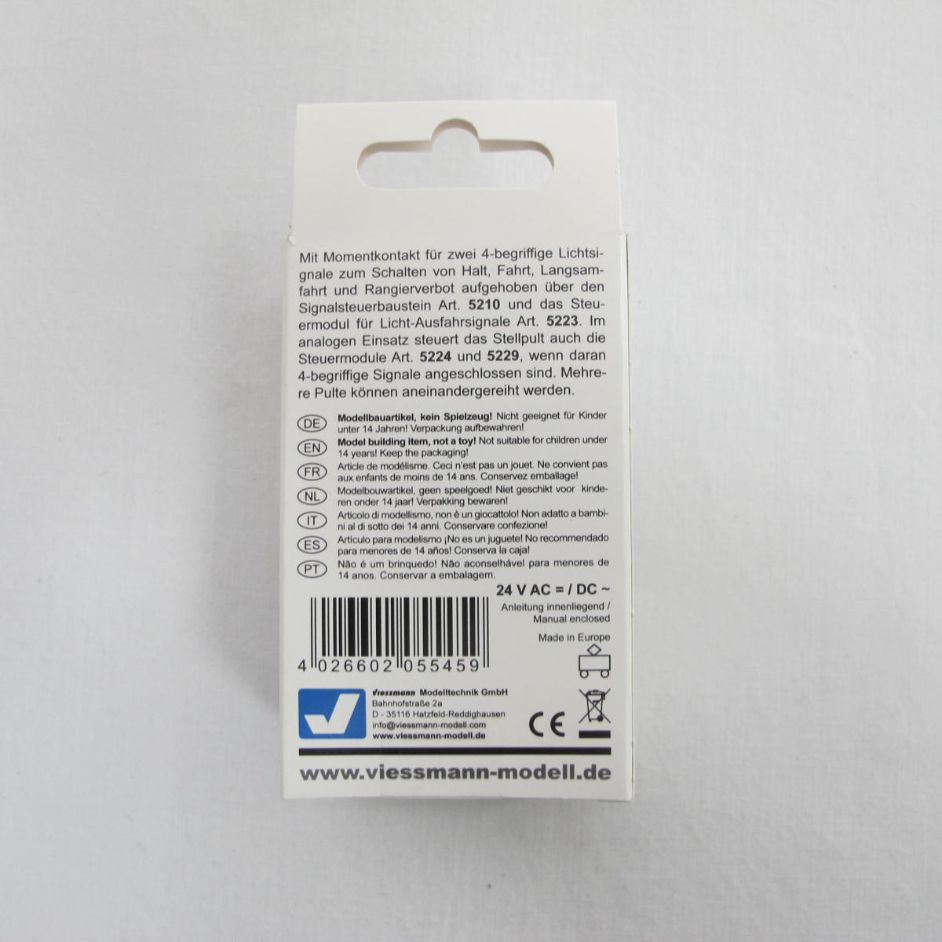 Mit Momentkontakt für zwei 4-begriffige Lichtsi-
gnale zum Schalten von Halt, Fahrt, Langsam-
fahrt und Rangierverbot aufgehoben über den
Signalsteuerbaustein Art. 5210 und das Steu-
ermodul für Licht-Ausfahrsignale Art. 5223. Im
analogen Einsatz steuert das Stellpult auch die
Steuermodule Art. 5224 und 5229, wenn daran
4-begriffige Signale angeschlossen sind. Mehre-
re Pulte können aneinandergereiht werden.
DE Modellbauartikel, kein Spielzeug! Nicht geeignet für Kinder
unter 14 Jahren! Verpackung aufbewahren!
EN Model building item, not a toy! Not suitable for children under
14 years! Keep the packaging!
FR Article de modélisme. Ceci n'est pas un jouet. Ne convient pas
aux enfants de moins de 14 ans. Conservez emballage!
NL Modelbouwartikel, geen speelgoed! Niet geschikt voor kinde-
ren onder 14 jaar! Verpakking bewaren!
IT Articolo di modellismo, non è un giocattolo! Non adatto a bambi-
ni al di sotto dei 14 anni. Conservare confezione!
ES Artículo para modelismo ¡No es un juguete! No recomendado
para menores de 14 años! Conserva la caja!
PT Não é um brinquedo! Não aconselhável para menores de
14 anos. Conservar a embalagem.
24 V AC = / DC ~
Anleitung innenliegend /
Manual enclosed
Made in Europe
4 026602 055459
viessmann Modelltechnik GmbH
Bahnhofstraße 2a
D - 35116 Hatzfeld-Reddighausen
info@viessmann-modell.com
www.viessmann-modell.de
CE
www.viessmann-modell.de